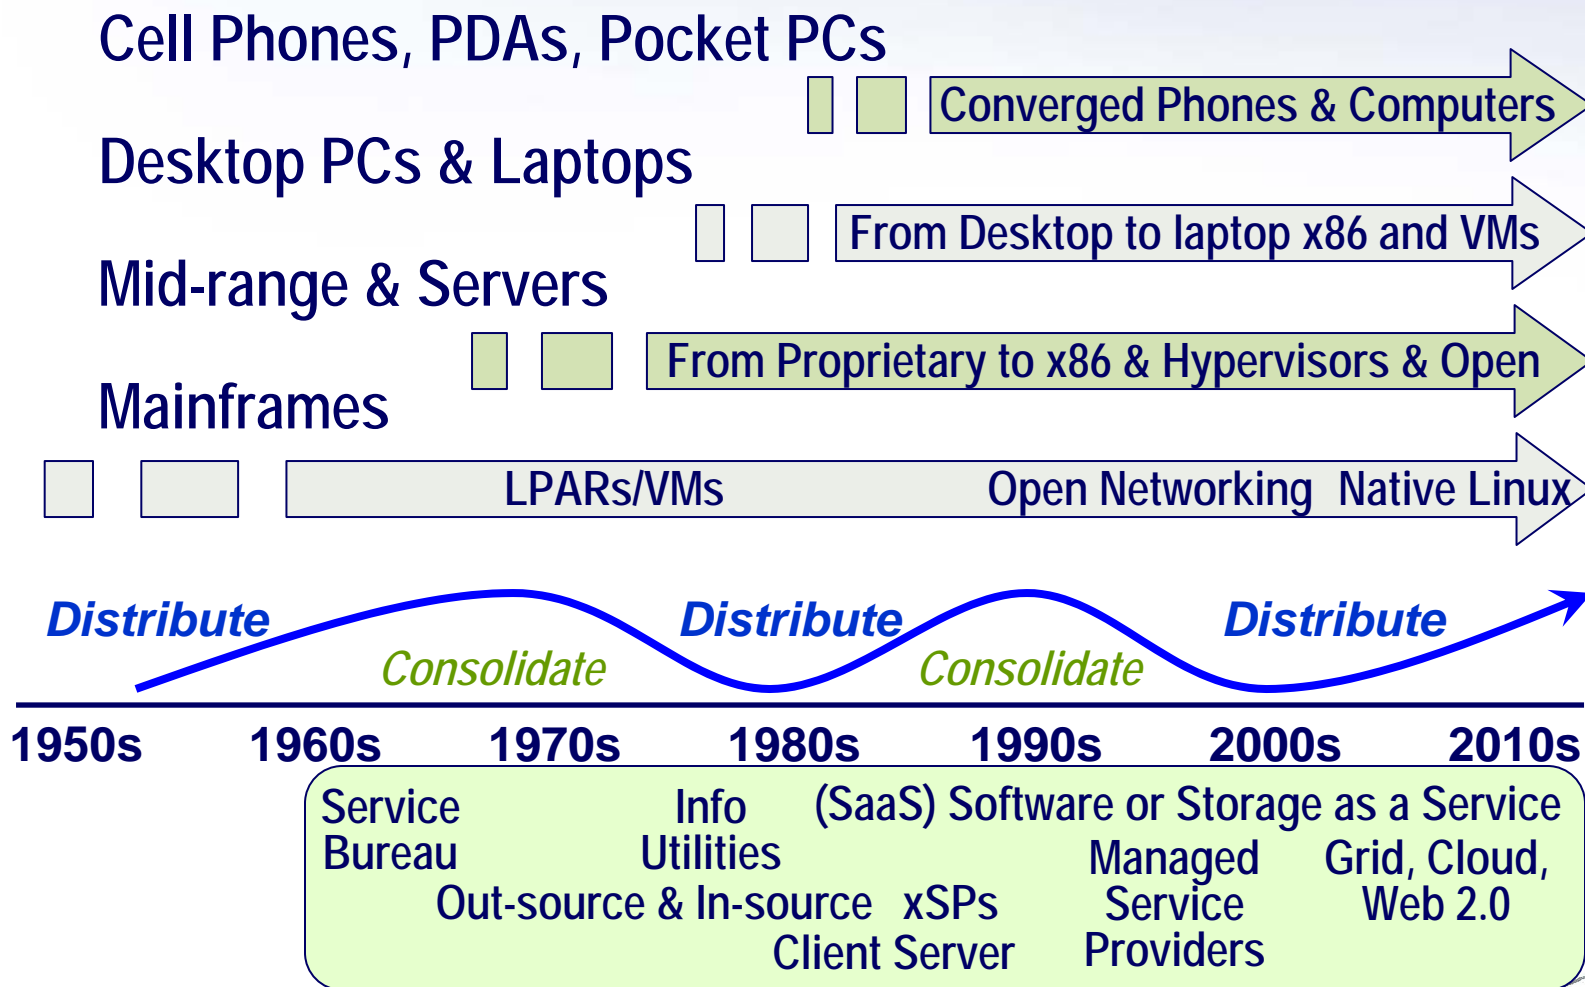 Cell Phones, PDAs, Pocket PCs
Converged Phones & Computers
Desktop PCs & Laptops
From Desktop to laptop x86 and VMs
Mid-range & Servers
From Proprietary to x86 & Hypervisors & Open
Mainframes
LPARs/VMs Open Networking Native Linux
Distribute Distribute Distribute
Consolidate Consolidate
1950s 1960s 1970s 1980s 1990s 2000s 2010s
Service
Bureau
Info
Utilities
(SaaS) Software or Storage as a Service
Out-source & In-source
xSPs
Client Server
Managed
Service
Providers
Grid, Cloud,
Web 2.0